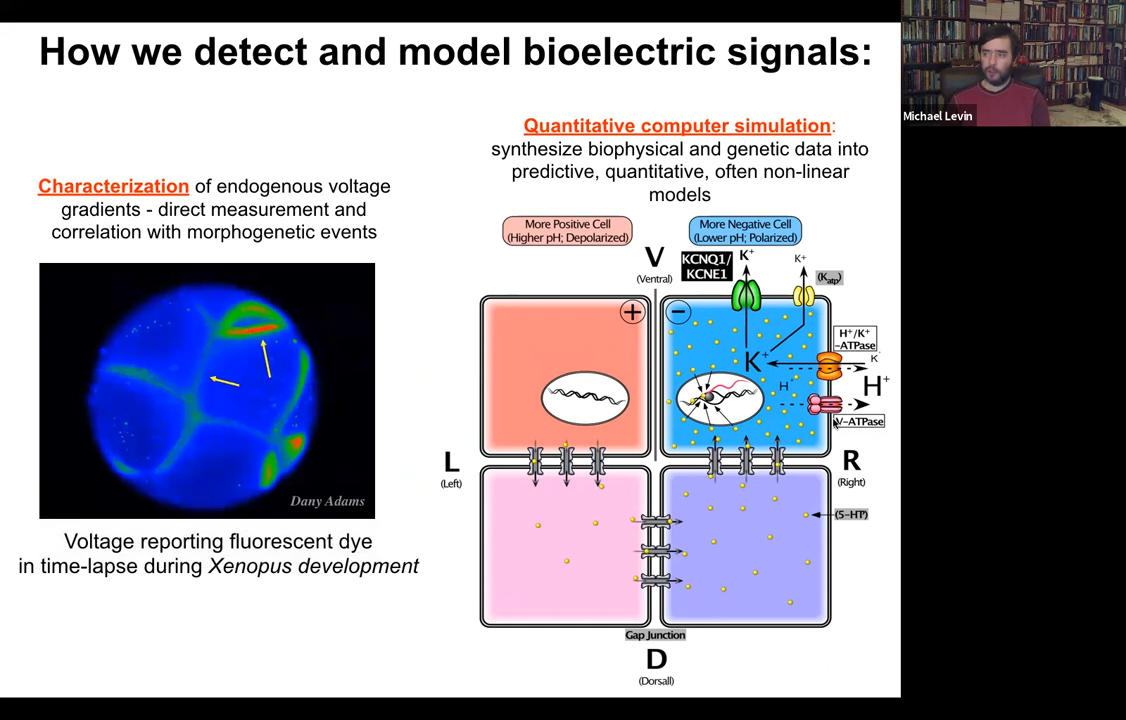 How we detect and model bioelectric signals:
Michael Levin
Characterization of endogenous voltage
gradients - direct measurement and
correlation with morphogenetic events
Dany Adams
Voltage reporting fluorescent dye
in time-lapse during Xenopus development
Quantitative computer simulation:
synthesize biophysical and genetic data into
predictive, quantitative, often non-linear
models
More Positive Cell
(Higher pH; Depolarized)
More Negative Cell
(Lower pH; Polarized)
V
(Ventral)
KCNQ1/
KCNE1
K+
K+
(Katp)
+
−
H+/K+
-ATPase
K
K+
H+
H+
V-ATPase
L
(Left)
R
(Right)
(5-HT)
Gap Junction
D
(Dorsal)